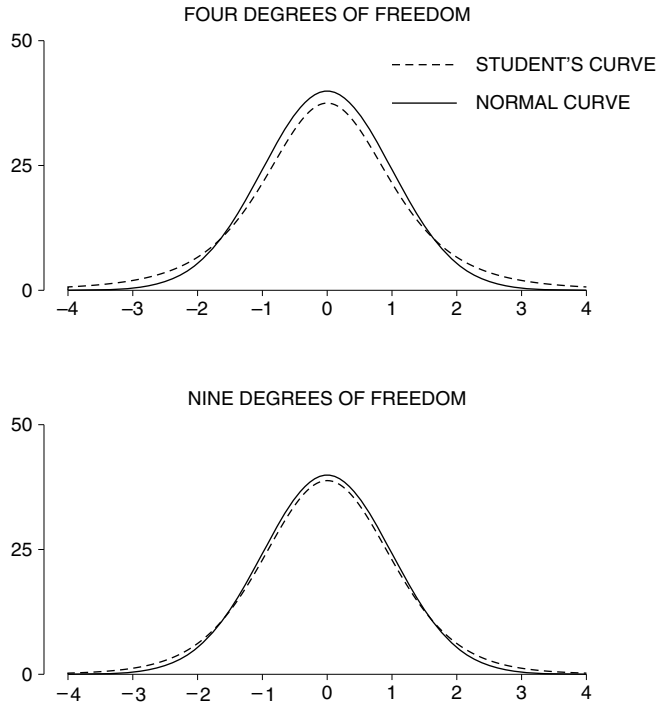 FOUR DEGREES OF FREEDOM
50
STUDENT'S CURVE
NORMAL CURVE
25
0
−4 −3 −2 −1 0 1 2 3 4
NINE DEGREES OF FREEDOM
50
25
0
−4 −3 −2 −1 0 1 2 3 4